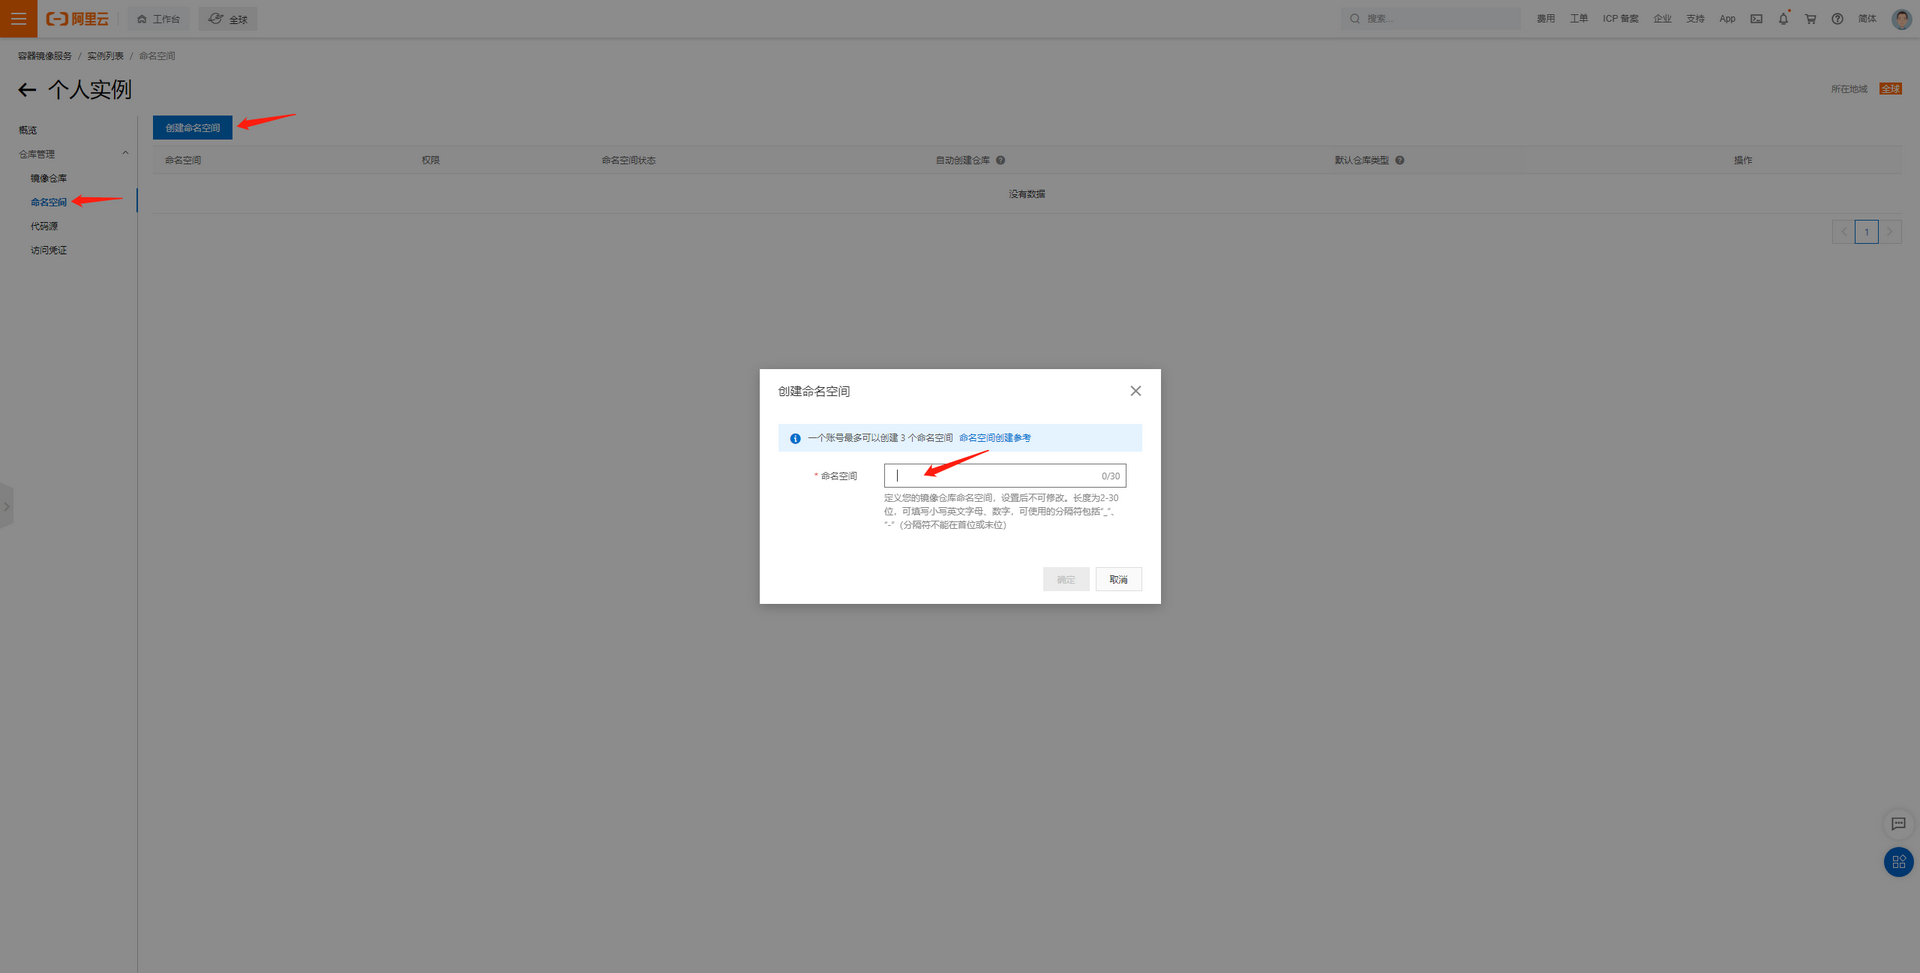 阿里云
工作台
全球
搜索...
费用
工单
ICP 备案
企业
支持
App
简体
容器镜像服务 / 实例列表 / 命名空间
个人实例
所在地域
全球
概览
仓库管理
镜像仓库
命名空间
代码源
访问凭证
创建命名空间
命名空间
权限
命名空间状态
自动创建仓库
默认仓库类型
操作
没有数据
1
创建命名空间
一个账号最多可以创建 3 个命名空间 命名空间创建参考
* 命名空间
0/30
定义您的镜像仓库命名空间，设置后不可修改。长度为2-30
位，可填写小写英文字母、数字，可使用的分隔符包括"_"、
"-"（分隔符不能在首位或末位）
确定
取消